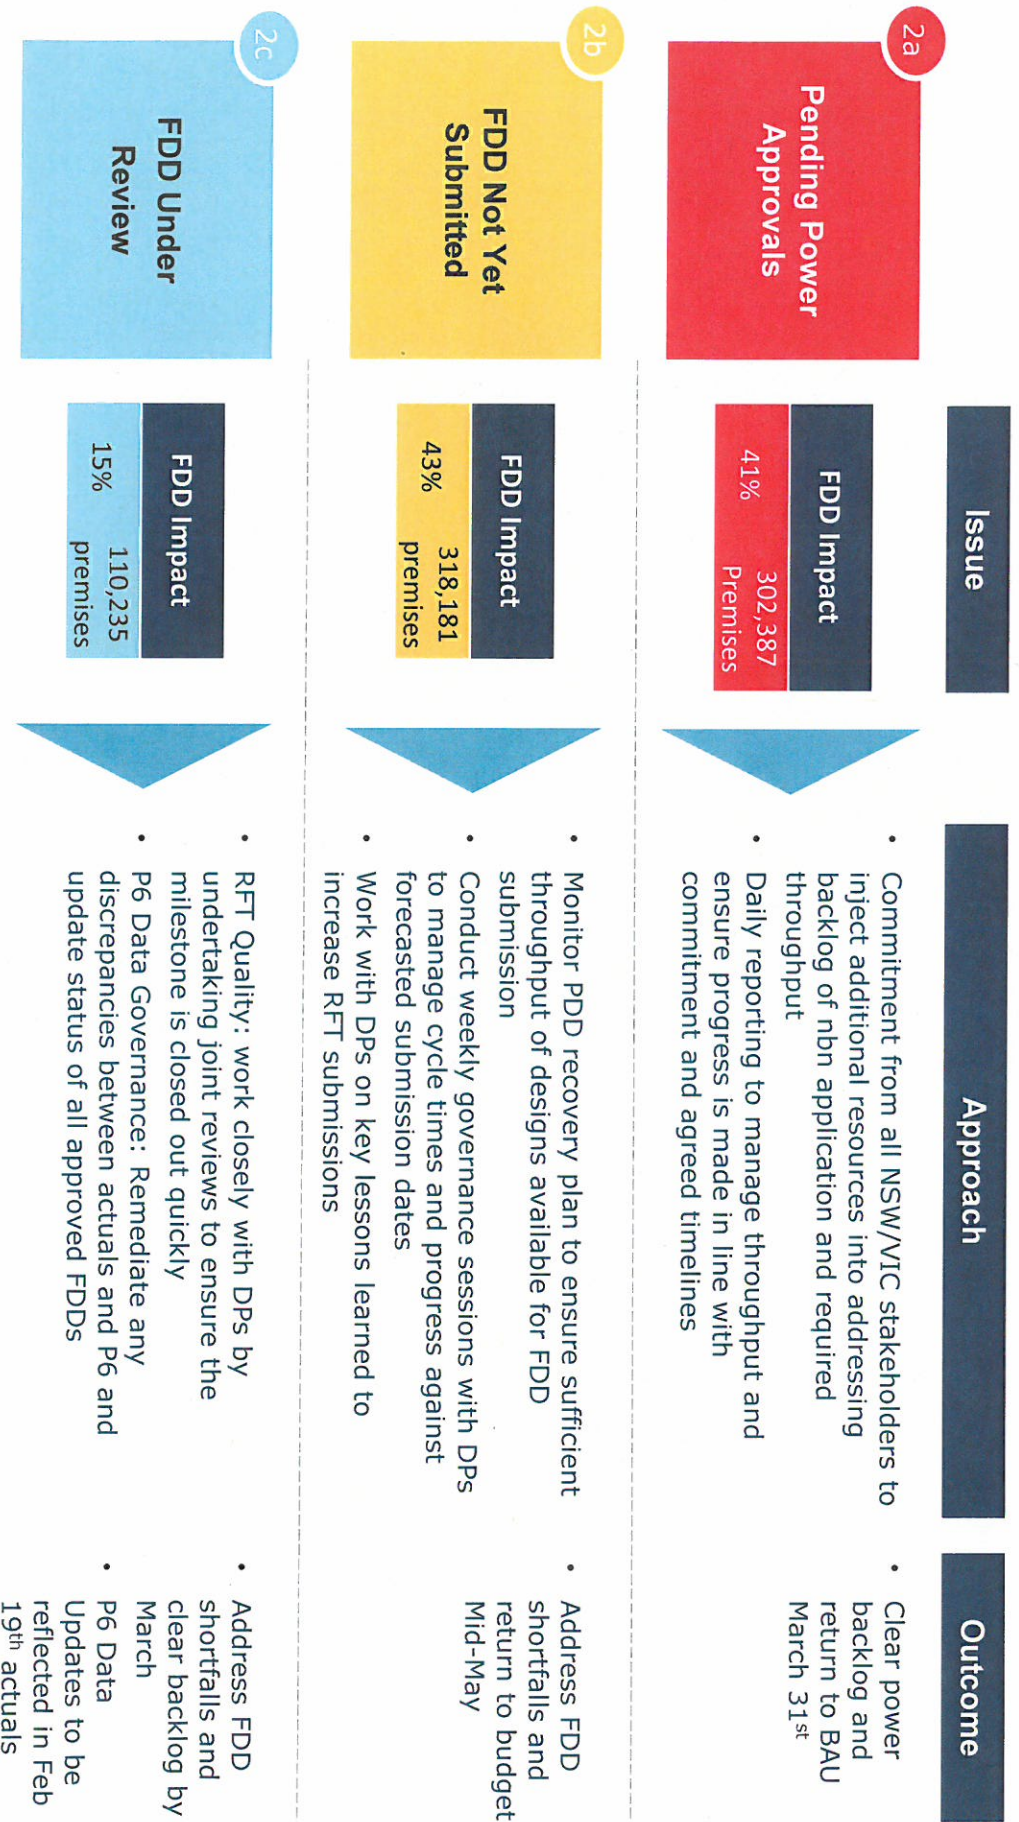 Issue
Approach
Outcome
2a
Pending Power
Approvals
FDD Impact
41%
302,387
Premises
• Commitment from all NSW/VIC stakeholders to
inject additional resources into addressing
backlog of nbn application and required
throughput
• Daily reporting to manage throughput and
ensure progress is made in line with
commitment and agreed timelines
• Clear power
backlog and
return to BAU
March 31st
2b
FDD Not Yet
Submitted
FDD Impact
43%
318,181
premises
• Monitor PDD recovery plan to ensure sufficient
throughput of designs available for FDD
submission
• Conduct weekly governance sessions with DPs
to manage cycle times and progress against
forecasted submission dates
• Work with DPs on key lessons learned to
increase RFT submissions
• Address FDD
shortfalls and
return to budget
Mid-May
2c
FDD Under
Review
FDD Impact
15%
110,235
premises
• RFT Quality: work closely with DPs by
undertaking joint reviews to ensure the
milestone is closed out quickly
• P6 Data Governance: Remediate any
discrepancies between actuals and P6 and
update status of all approved FDDs
• Address FDD
shortfalls and
clear backlog by
March
• P6 Data
Updates to be
reflected in Feb
19th actuals